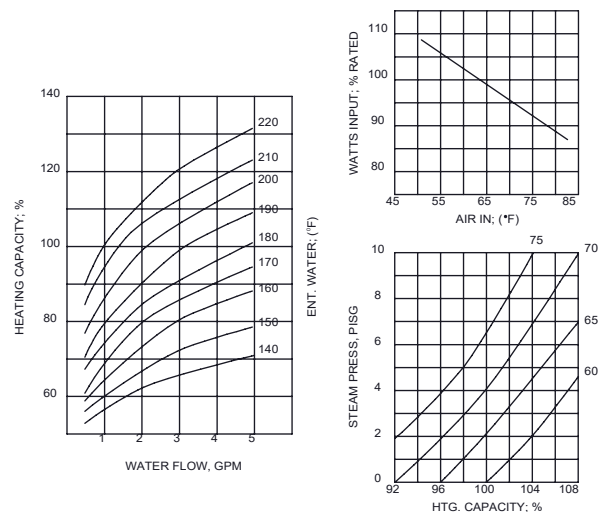 140
120
100
80
60
HEATING CAPACITY; %
220
210
200
190
180
170
160
150
140
ENT. WATER; (°F)
1 2 3 4 5
WATER FLOW, GPM
110
100
90
80
WATTS INPUT; % RATED
45 55 65 75 85
AIR IN; (°F)
75
70
65
60
10
8
6
4
2
0
STEAM PRESS, PISG
92 96 100 104 108
HTG. CAPACITY; %